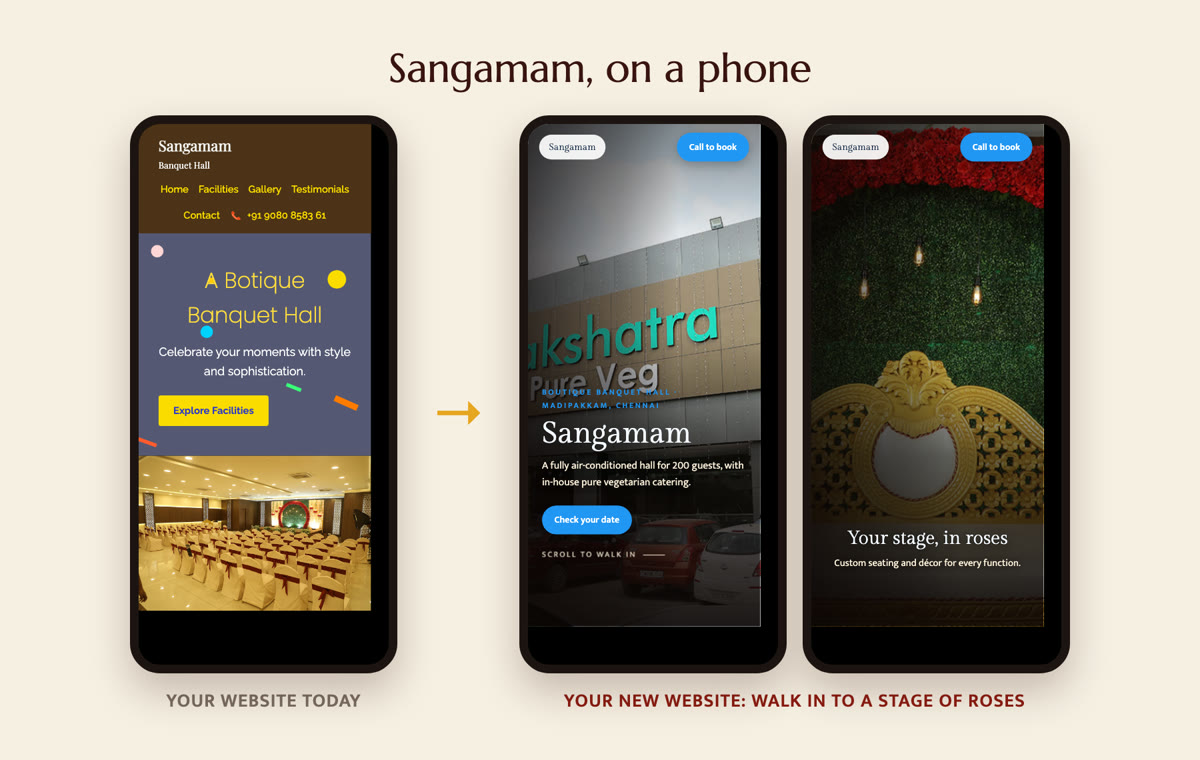 Sangamam, on a phone
Sangamam
Banquet Hall
Home Facilities Gallery Testimonials
Contact +91 9080 8583 61
A Botique
Banquet Hall
Celebrate your moments with style
and sophistication.
Explore Facilities
YOUR WEBSITE TODAY
Sangamam
Call to book
akshatra
Pure Veg
BOUTIQUE BANQUET HALL ·
MADIPAKKAM, CHENNAI
Sangamam
A fully air-conditioned hall for 200 guests, with
in-house pure vegetarian catering.
Check your date
SCROLL TO WALK IN
Sangamam
Call to book
Your stage, in roses
Custom seating and décor for every function.
YOUR NEW WEBSITE: WALK IN TO A STAGE OF ROSES